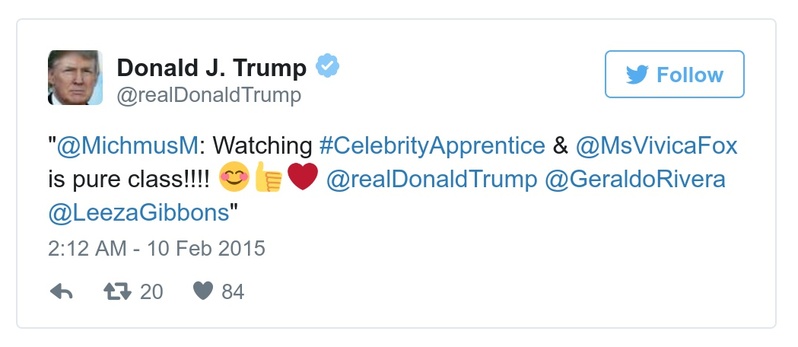 Donald J. Trump
Follow
@realDonaldTrump
"@MichmusM: Watching #CelebrityApprentice & @MsVivicaFox
is pure class!!!! 😊👍❤️ @realDonaldTrump @GeraldoRivera
@LeezaGibbons"
2:12 AM - 10 Feb 2015
20 84